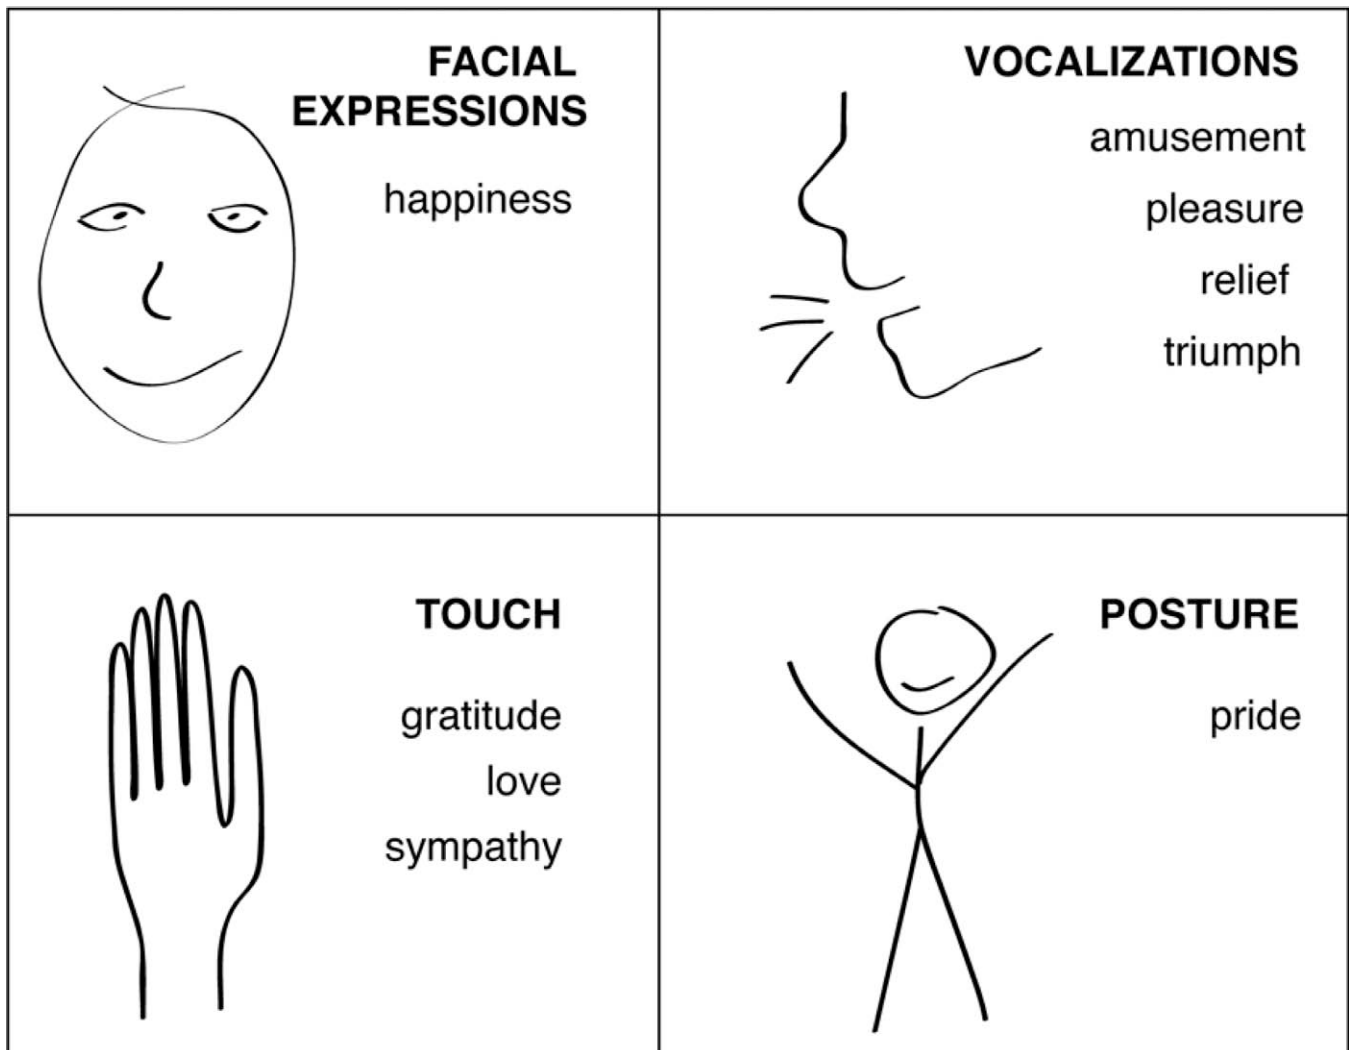 FACIAL
EXPRESSIONS
happiness
VOCALIZATIONS
amusement
pleasure
relief
triumph
TOUCH
gratitude
love
sympathy
POSTURE
pride